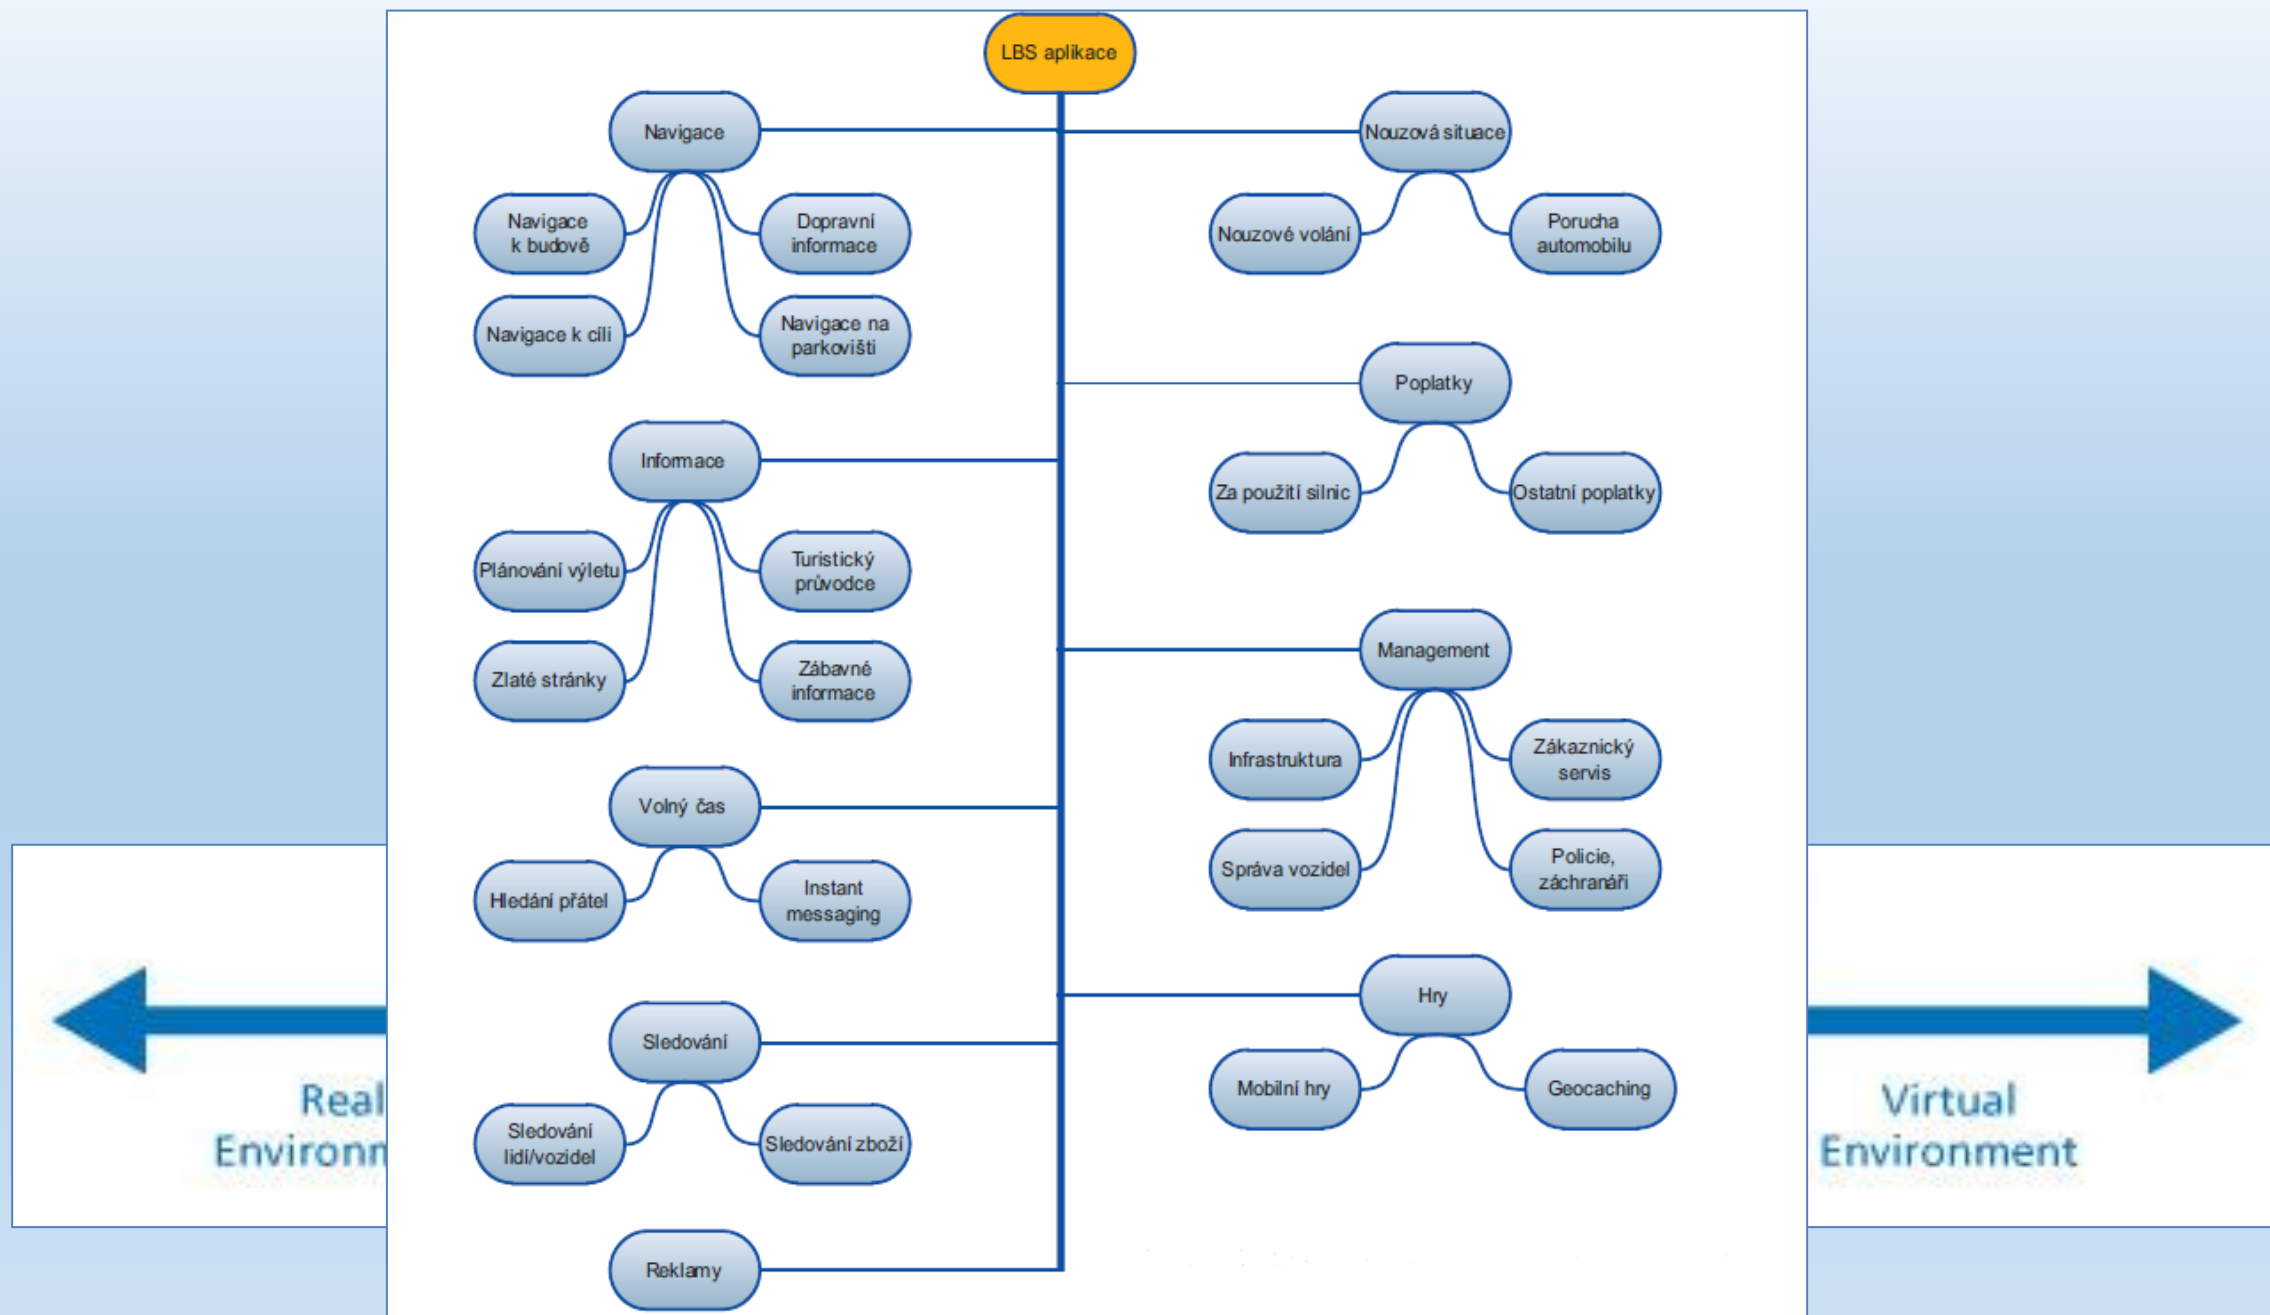 LBS aplikace
Navigace
Navigace
k budově
Dopravní
informace
Navigace k cíli
Navigace na
parkovišti
Informace
Plánování výletu
Turistický
průvodce
Zlaté stránky
Zábavné
informace
Volný čas
Hledání přátel
Instant
messaging
Sledování
Sledování
lidí/vozidel
Sledování zboží
Reklamy
Nouzová situace
Nouzové volání
Porucha
automobilu
Poplatky
Za použití silnic
Ostatní poplatky
Management
Infrastruktura
Zákaznický
servis
Správa vozidel
Policie,
záchranáři
Hry
Mobilní hry
Geocaching
Real
Environm
Virtual
Environment